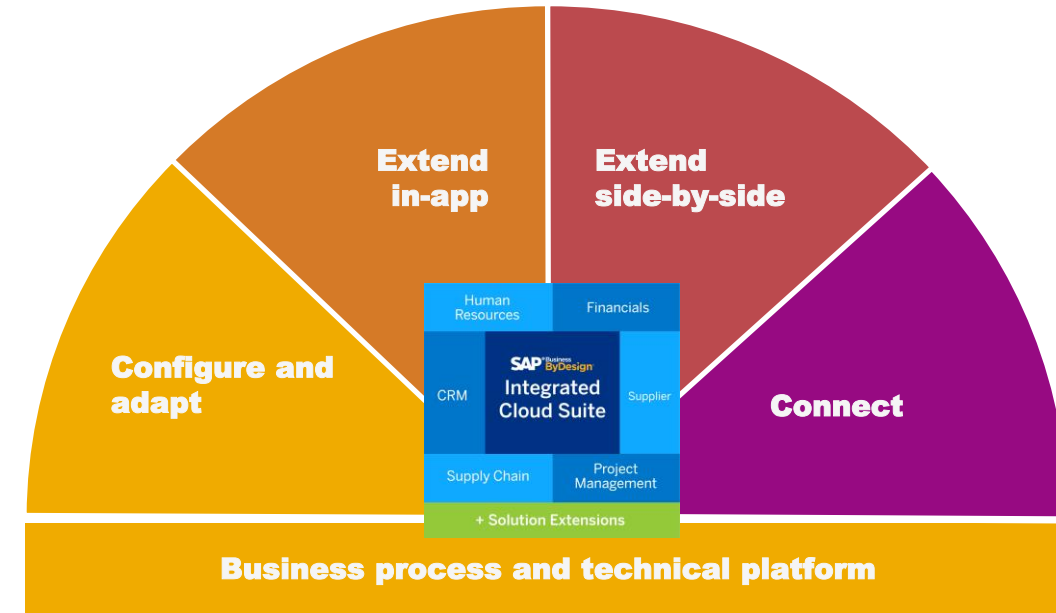 Extend
in-app
Extend
side-by-side
Configure and
adapt
Connect
Human
Resources
Financials
CRM
SAP Business
ByDesign
Integrated
Cloud Suite
Supplier
Supply Chain
Project
Management
+ Solution Extensions
Business process and technical platform